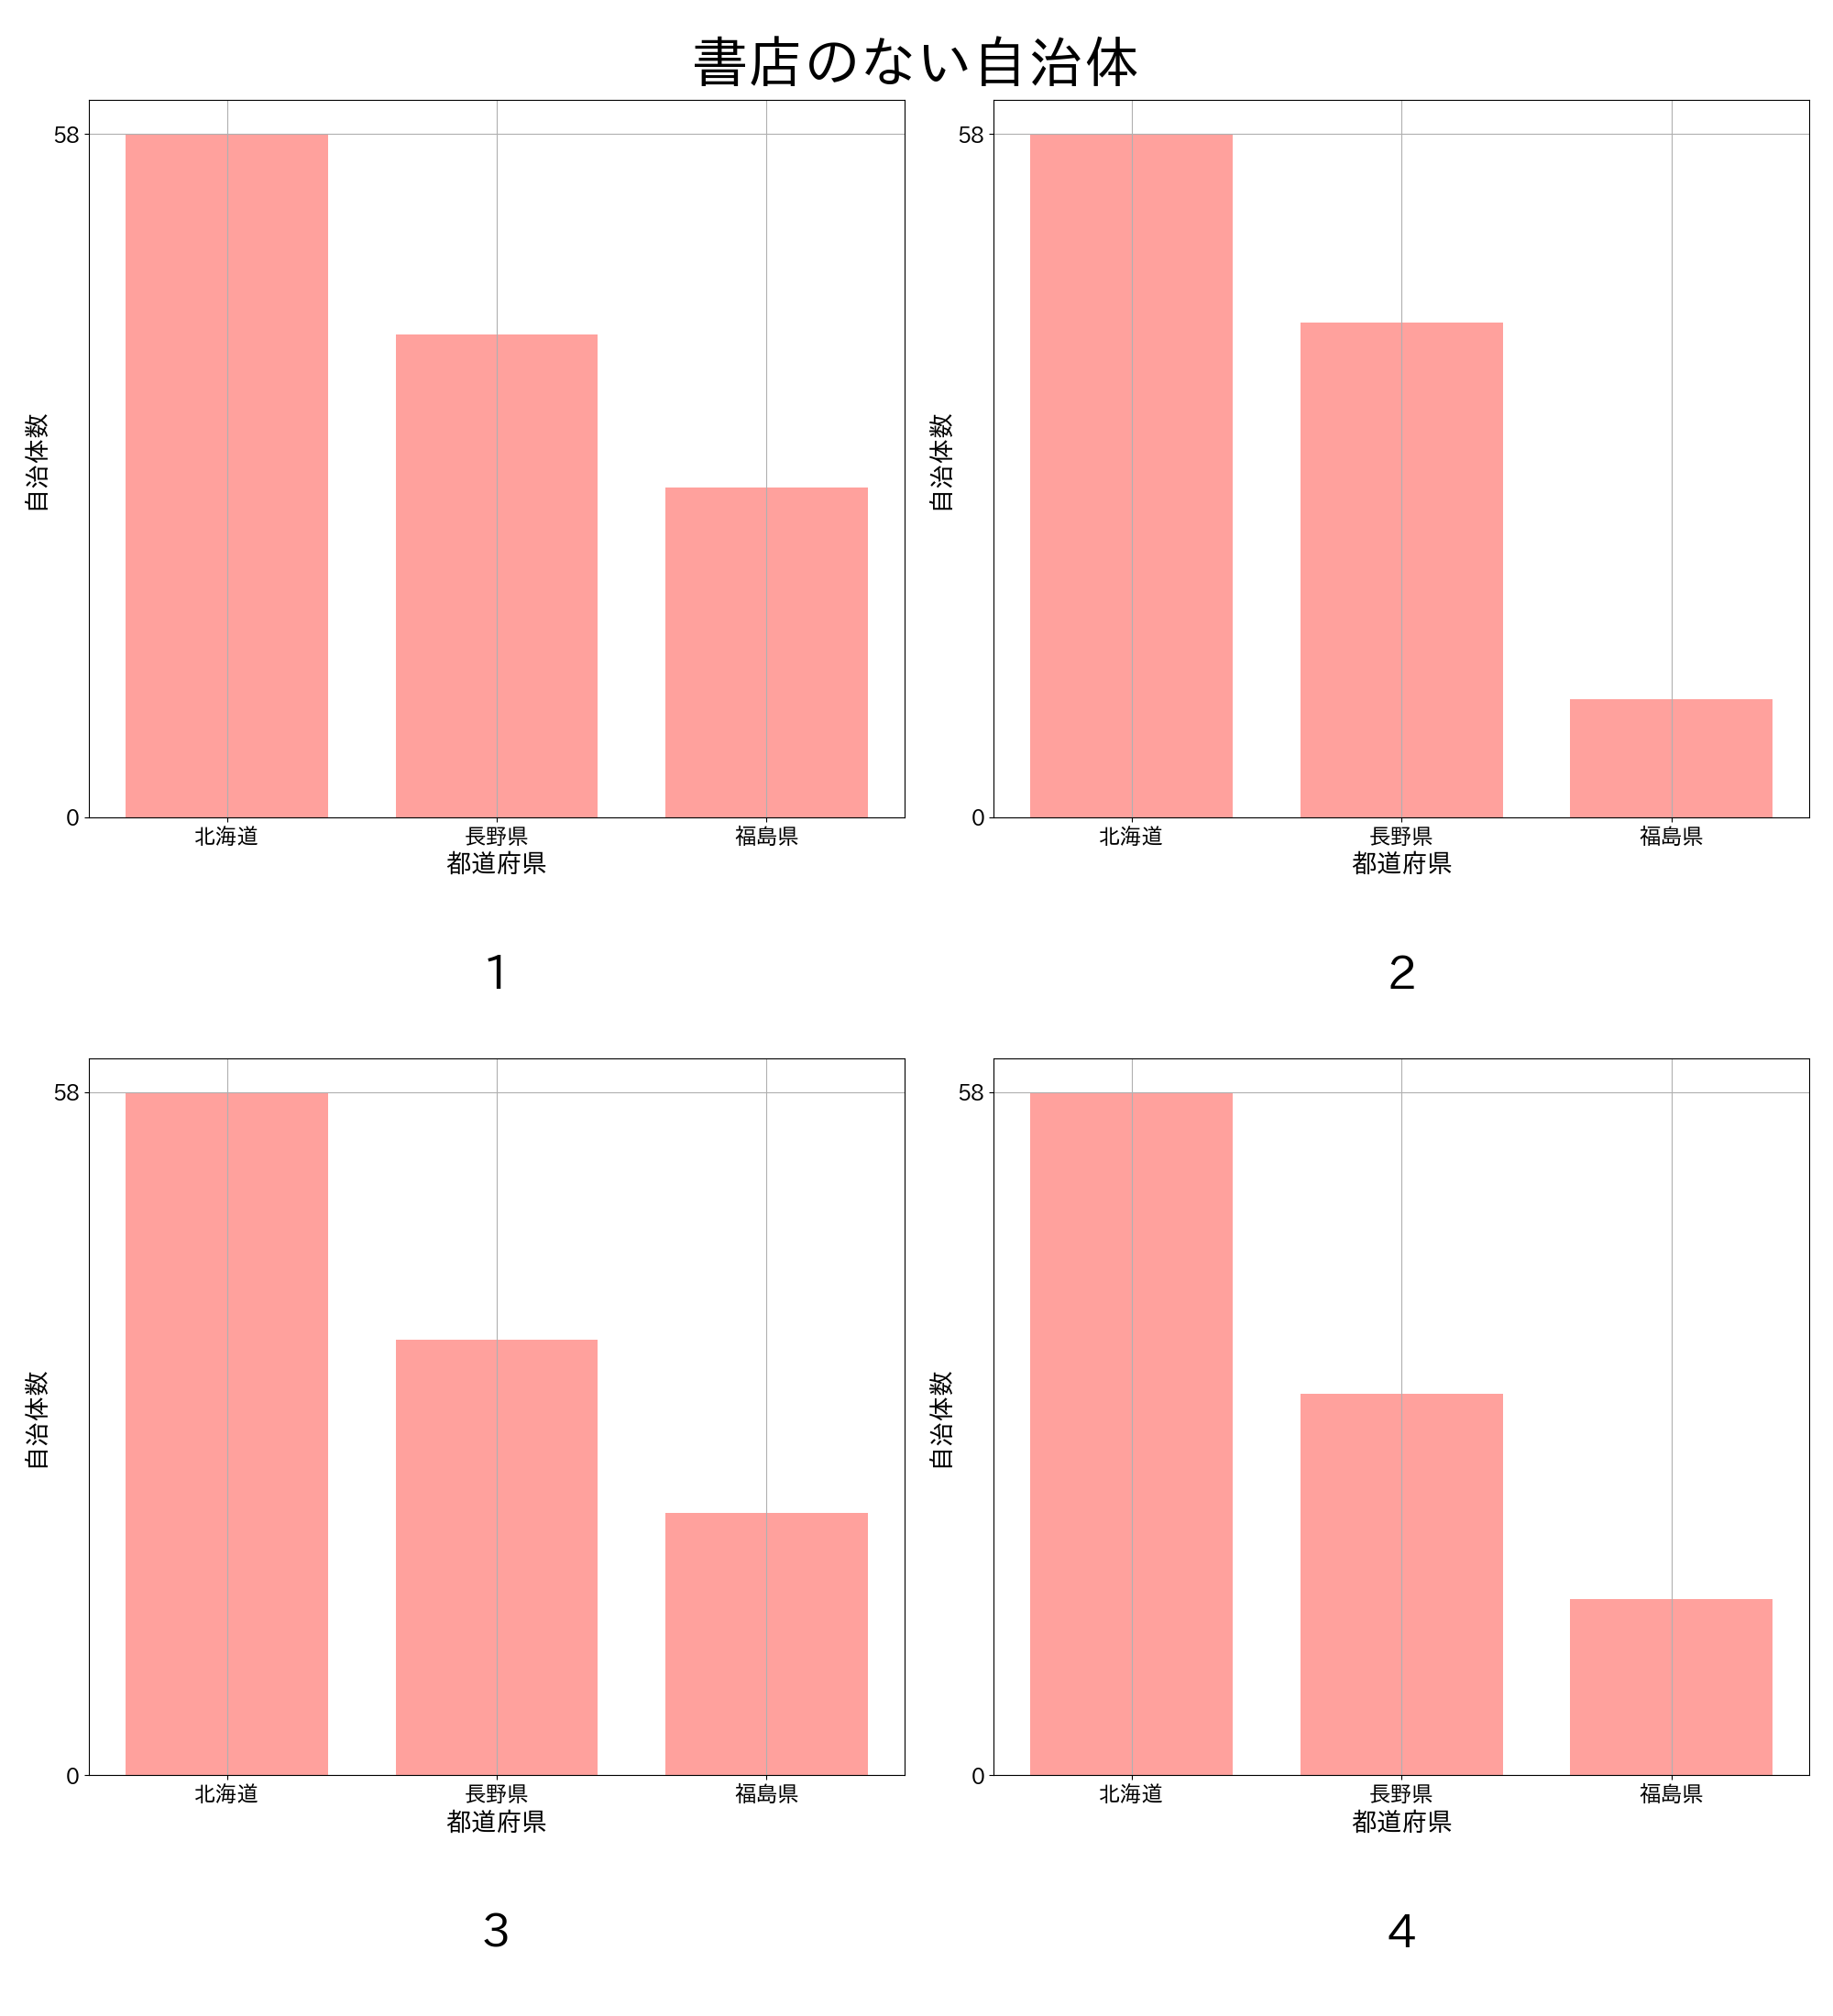 書店のない自治体
58
0
自治体数
北海道
長野県
福島県
都道府県
1
58
0
自治体数
北海道
長野県
福島県
都道府県
2
58
0
自治体数
北海道
長野県
福島県
都道府県
3
58
0
自治体数
北海道
長野県
福島県
都道府県
4